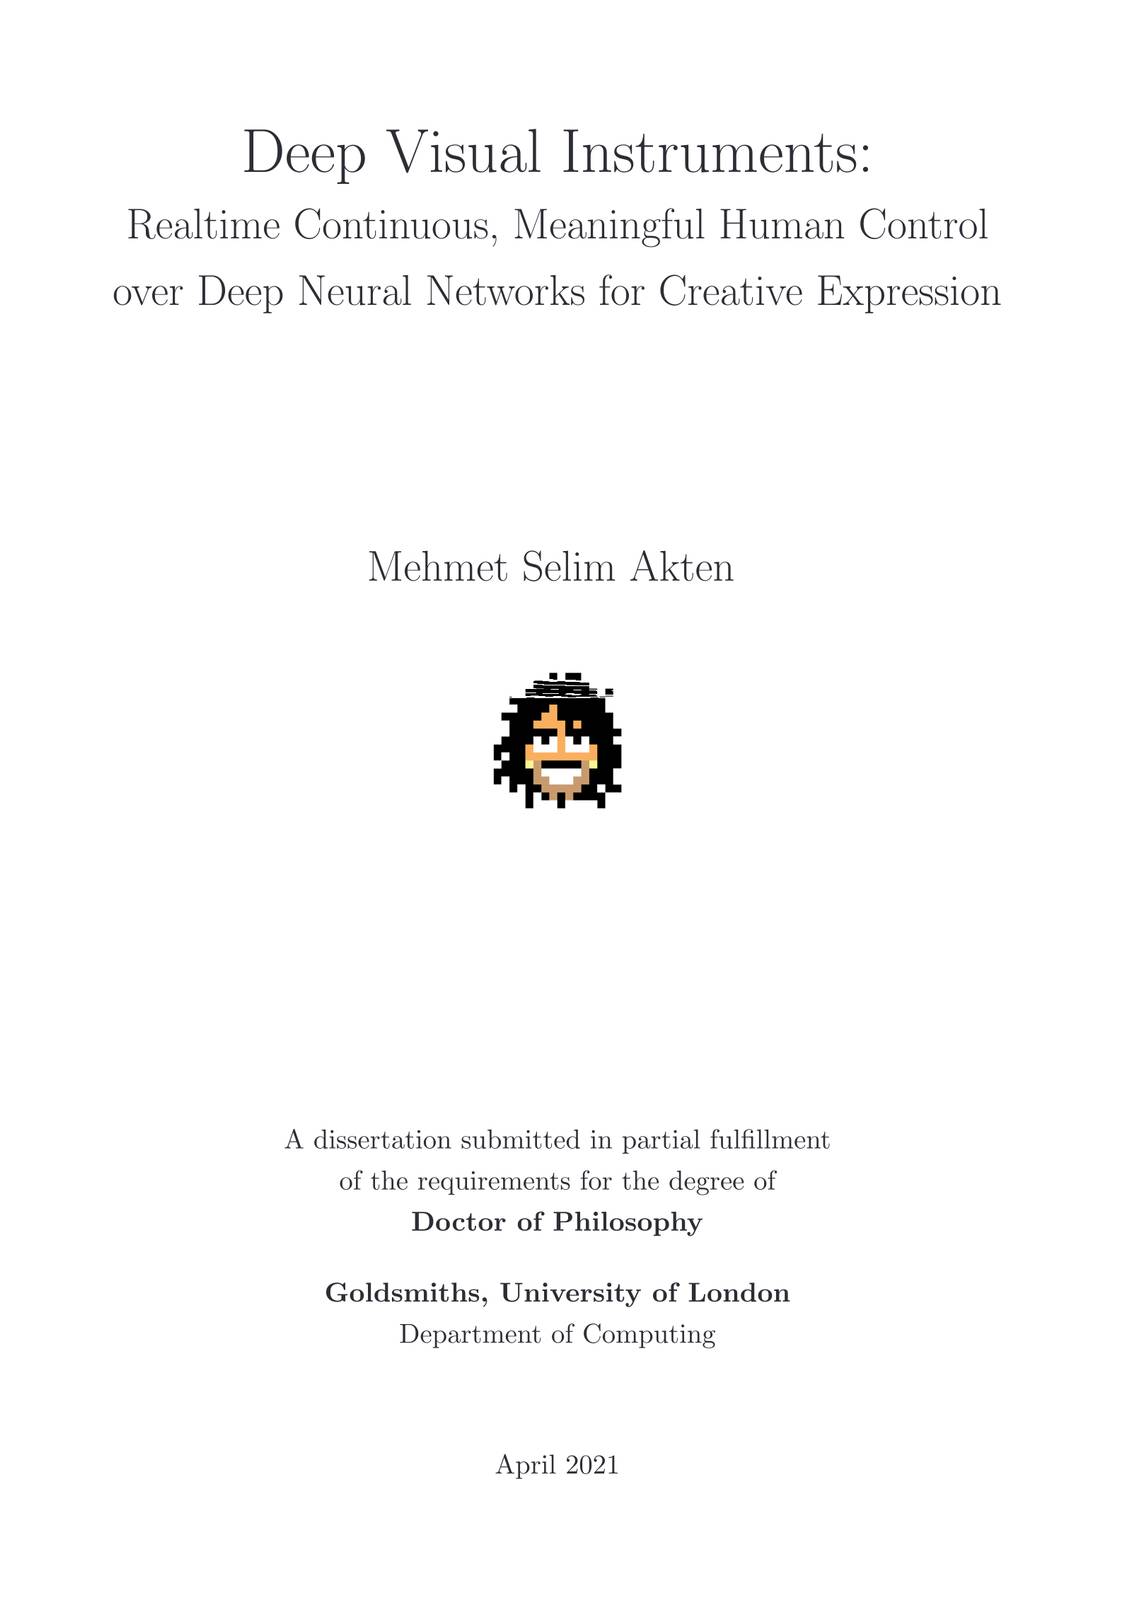 Deep Visual Instruments:
Realtime Continuous, Meaningful Human Control
over Deep Neural Networks for Creative Expression
Mehmet Selim Akten
A dissertation submitted in partial fulfillment
of the requirements for the degree of
Doctor of Philosophy
Goldsmiths, University of London
Department of Computing
April 2021